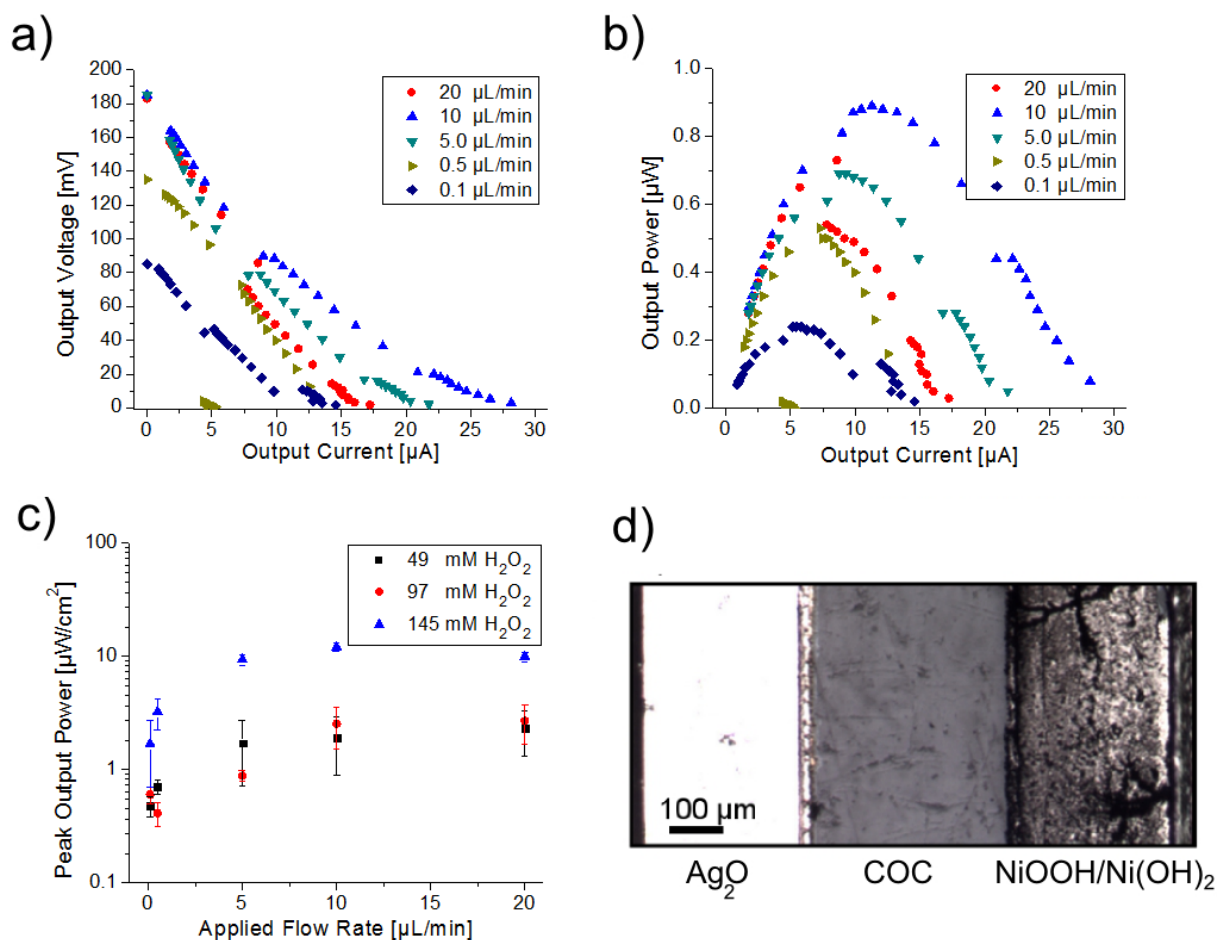 a)
200
180
160
140
120
100
80
60
40
20
0
Output Voltage [mV]
0 5 10 15 20 25 30
Output Current [µA]
20 µL/min
10 µL/min
5.0 µL/min
0.5 µL/min
0.1 µL/min
b)
1.0
0.8
0.6
0.4
0.2
0.0
Output Power [µW]
0 5 10 15 20 25 30
Output Current [µA]
20 µL/min
10 µL/min
5.0 µL/min
0.5 µL/min
0.1 µL/min
c)
100
10
1
0.1
Peak Output Power [µW/cm²]
0 5 10 15 20
Applied Flow Rate [µL/min]
49 mM H₂O₂
97 mM H₂O₂
145 mM H₂O₂
d)
100 µm
Ag₂O COC NiOOH/Ni(OH)₂